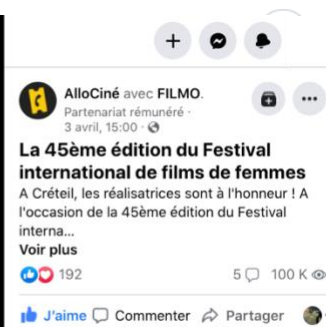 AlloCiné avec FILMO.
Partenariat rémunéré ·
3 avril, 15:00 ·
La 45ème édition du Festival
international de films de femmes
A Créteil, les réalisatrices sont à l'honneur ! A
l'occasion de la 45ème édition du Festival
interna...
Voir plus
192 5 100 K
J'aime Commenter Partager